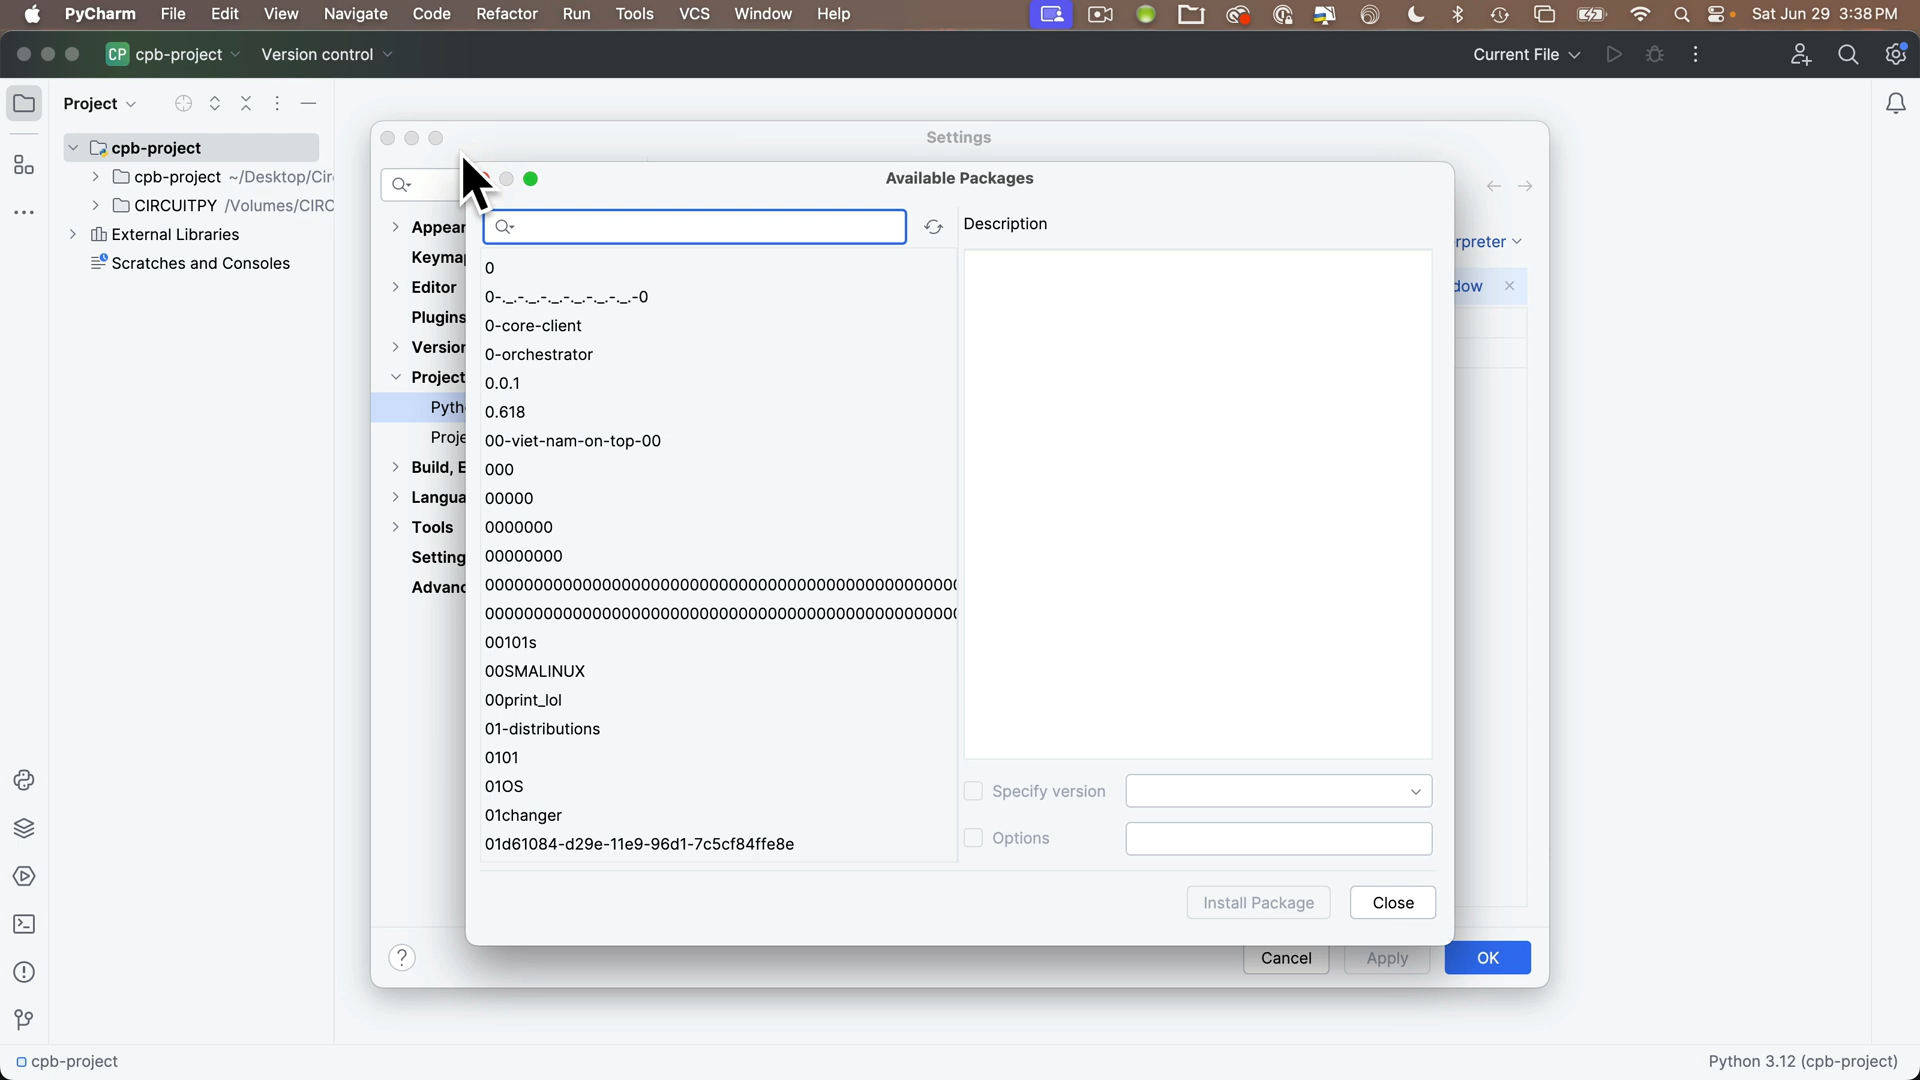 PyCharm File Edit View Navigate Code Refactor Run Tools VCS Window Help Sat Jun 29 3:38 PM
CP cpb-project Version control Current File
Project
cpb-project
cpb-project ~/Desktop/Cir
CIRCUITPY /Volumes/CIRC
External Libraries
Scratches and Consoles
Settings
Appear
Keyma
Editor
Plugins
Version
Project
Pyth
Proje
Build, E
Langua
Tools
Setting
Advanc
rpreter
dow
Available Packages
Description
0
0-._.-._.-._.-._.-._.-._.-0
0-core-client
0-orchestrator
0.0.1
0.618
00-viet-nam-on-top-00
000
00000
0000000
00000000
00101s
00SMALINUX
00print_lol
01-distributions
0101
01OS
01changer
01d61084-d29e-11e9-96d1-7c5cf84ffe8e
Specify version
Options
Install Package Close
? Cancel Apply OK
cpb-project Python 3.12 (cpb-project)